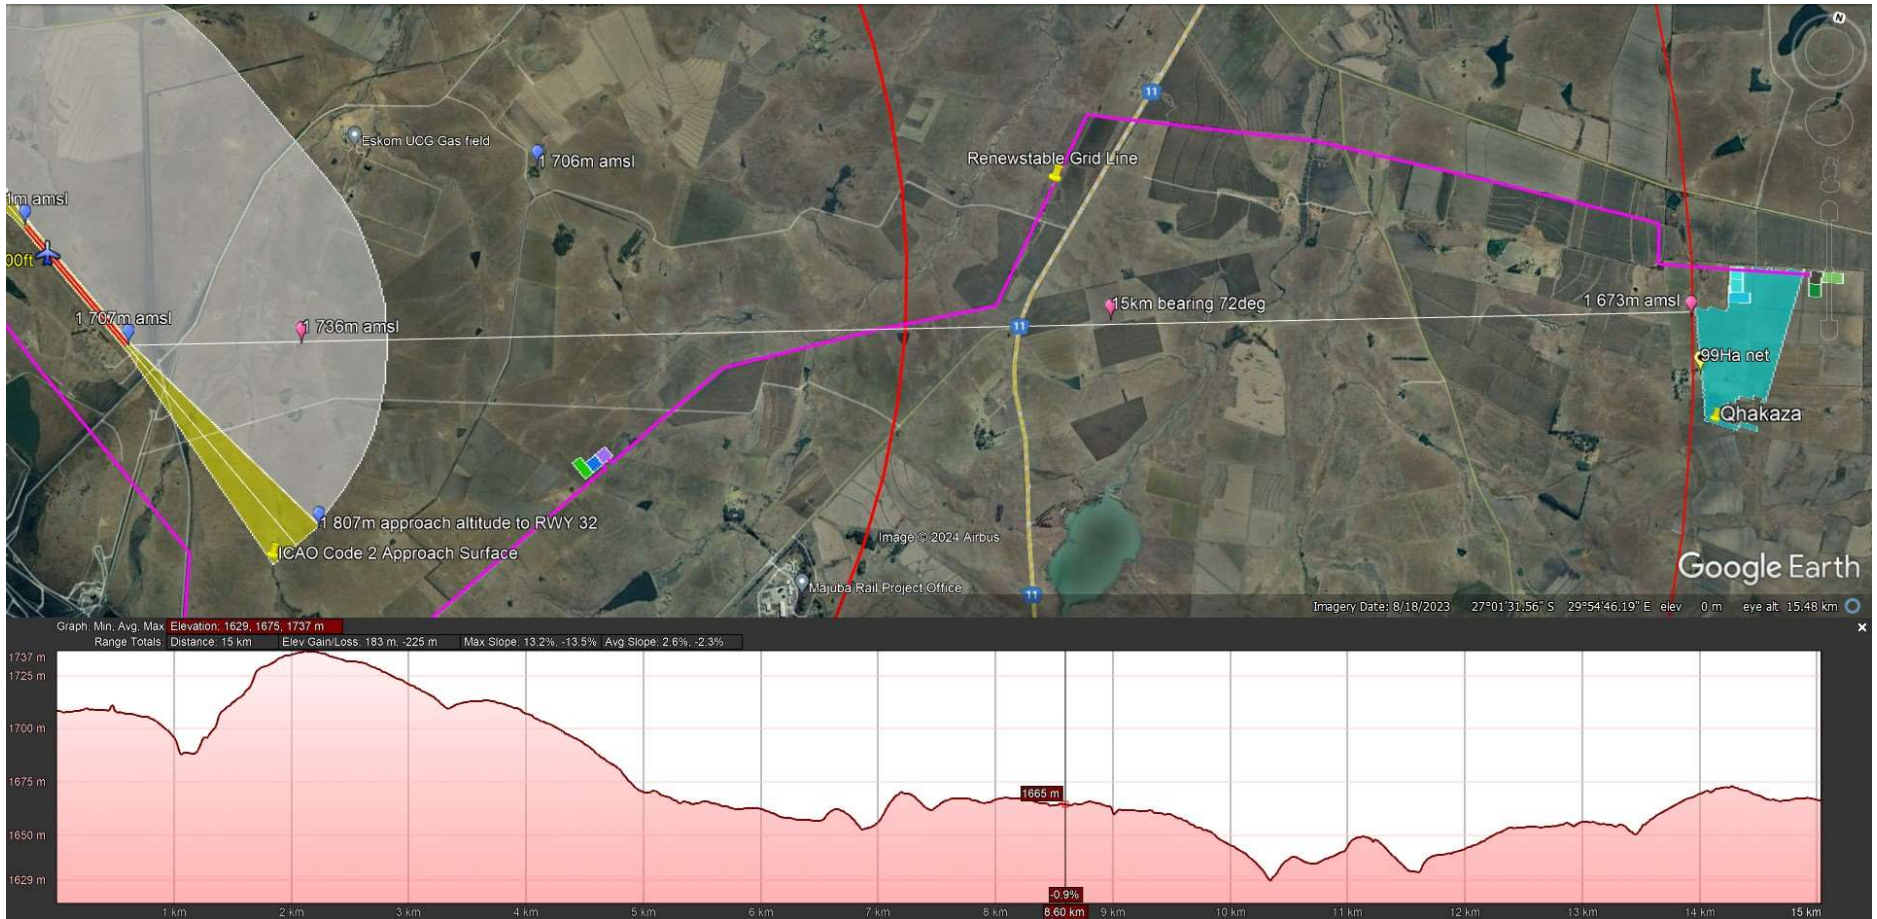 N
11
Eskom UCG Gas field
1 706m amsl
Renewstable Grid Line
1m amsl
00ft
1 707m amsl
1 736m amsl
11
15km bearing 72deg
1 673m amsl
99Ha net
Qhakaza
1 807m approach altitude to RWY 32
ICAO Code 2 Approach Surface
Image © 2024 Airbus
Majuba Rail Project Office
11
Google Earth
Imagery Date: 8/18/2023 27°01'31.56" S 29°54'46.19" E elev 0 m eye alt 15.48 km
Graph: Min, Avg, Max Elevation: 1629, 1675, 1737 m
Range Totals: Distance: 15 km Elev Gain/Loss: 183 m, -225 m Max Slope: 13.2%, -13.5% Avg Slope: 2.6%, -2.3%
1737 m
1725 m
1700 m
1675 m
1665 m
1650 m
1629 m
-0.9%
1 km 2 km 3 km 4 km 5 km 6 km 7 km 8 km 8.60 km 9 km 10 km 11 km 12 km 13 km 14 km 15 km